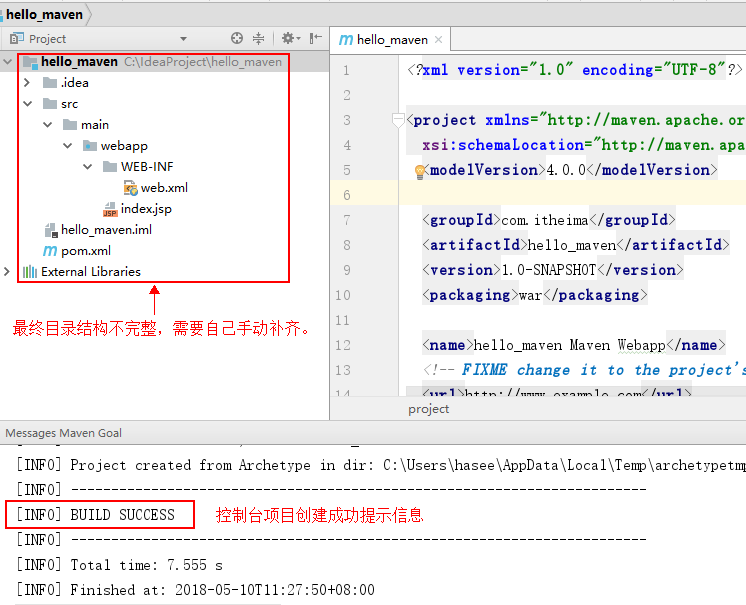 hello_maven
Project
hello_maven
hello_maven C:\IdeaProject\hello_maven
.idea
src
main
webapp
WEB-INF
web.xml
JSP index.jsp
hello_maven.iml
m pom.xml
External Libraries
最终目录结构不完整，需要自己手动补齐。
1 <?xml version="1.0" encoding="UTF-8"?>
2
3 <project xmlns="http://maven.apache.or
4 xsi:schemaLocation="http://maven.apa
5 <modelVersion>4.0.0</modelVersion>
6
7 <groupId>com.itheima</groupId>
8 <artifactId>hello_maven</artifactId>
9 <version>1.0-SNAPSHOT</version>
10 <packaging>war</packaging>
11
12 <name>hello_maven Maven Webapp</name>
13 <!-- FIXME change it to the project's
14 <url>http://www.example.com</url>
project
Messages Maven Goal
[INFO] Project created from Archetype in dir: C:\Users\hasee\AppData\Local\Temp\archetypetmp
[INFO] ------------------------------------------------------------------------
[INFO] BUILD SUCCESS 控制台项目创建成功提示信息
[INFO] ------------------------------------------------------------------------
[INFO] Total time: 7.555 s
[INFO] Finished at: 2018-05-10T11:27:50+08:00